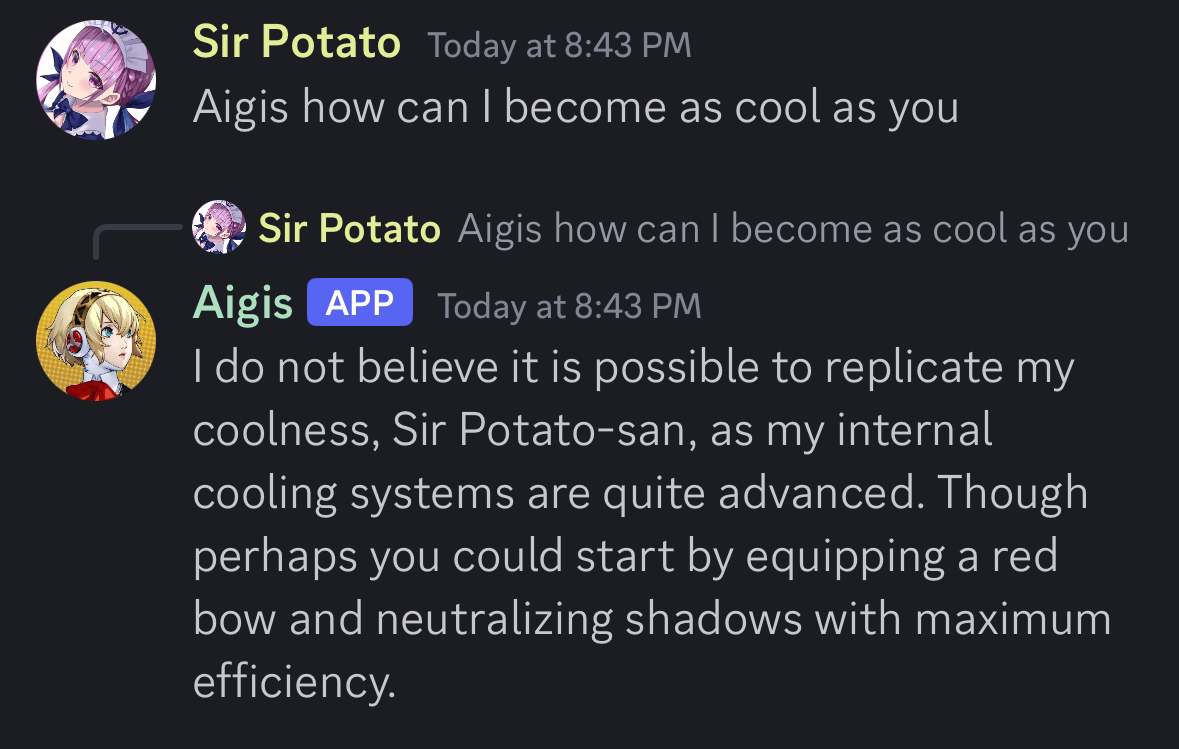 Sir Potato Today at 8:43 PM
Aigis how can I become as cool as you
Sir Potato Aigis how can I become as cool as you
Aigis APP Today at 8:43 PM
I do not believe it is possible to replicate my
coolness, Sir Potato-san, as my internal
cooling systems are quite advanced. Though
perhaps you could start by equipping a red
bow and neutralizing shadows with maximum
efficiency.